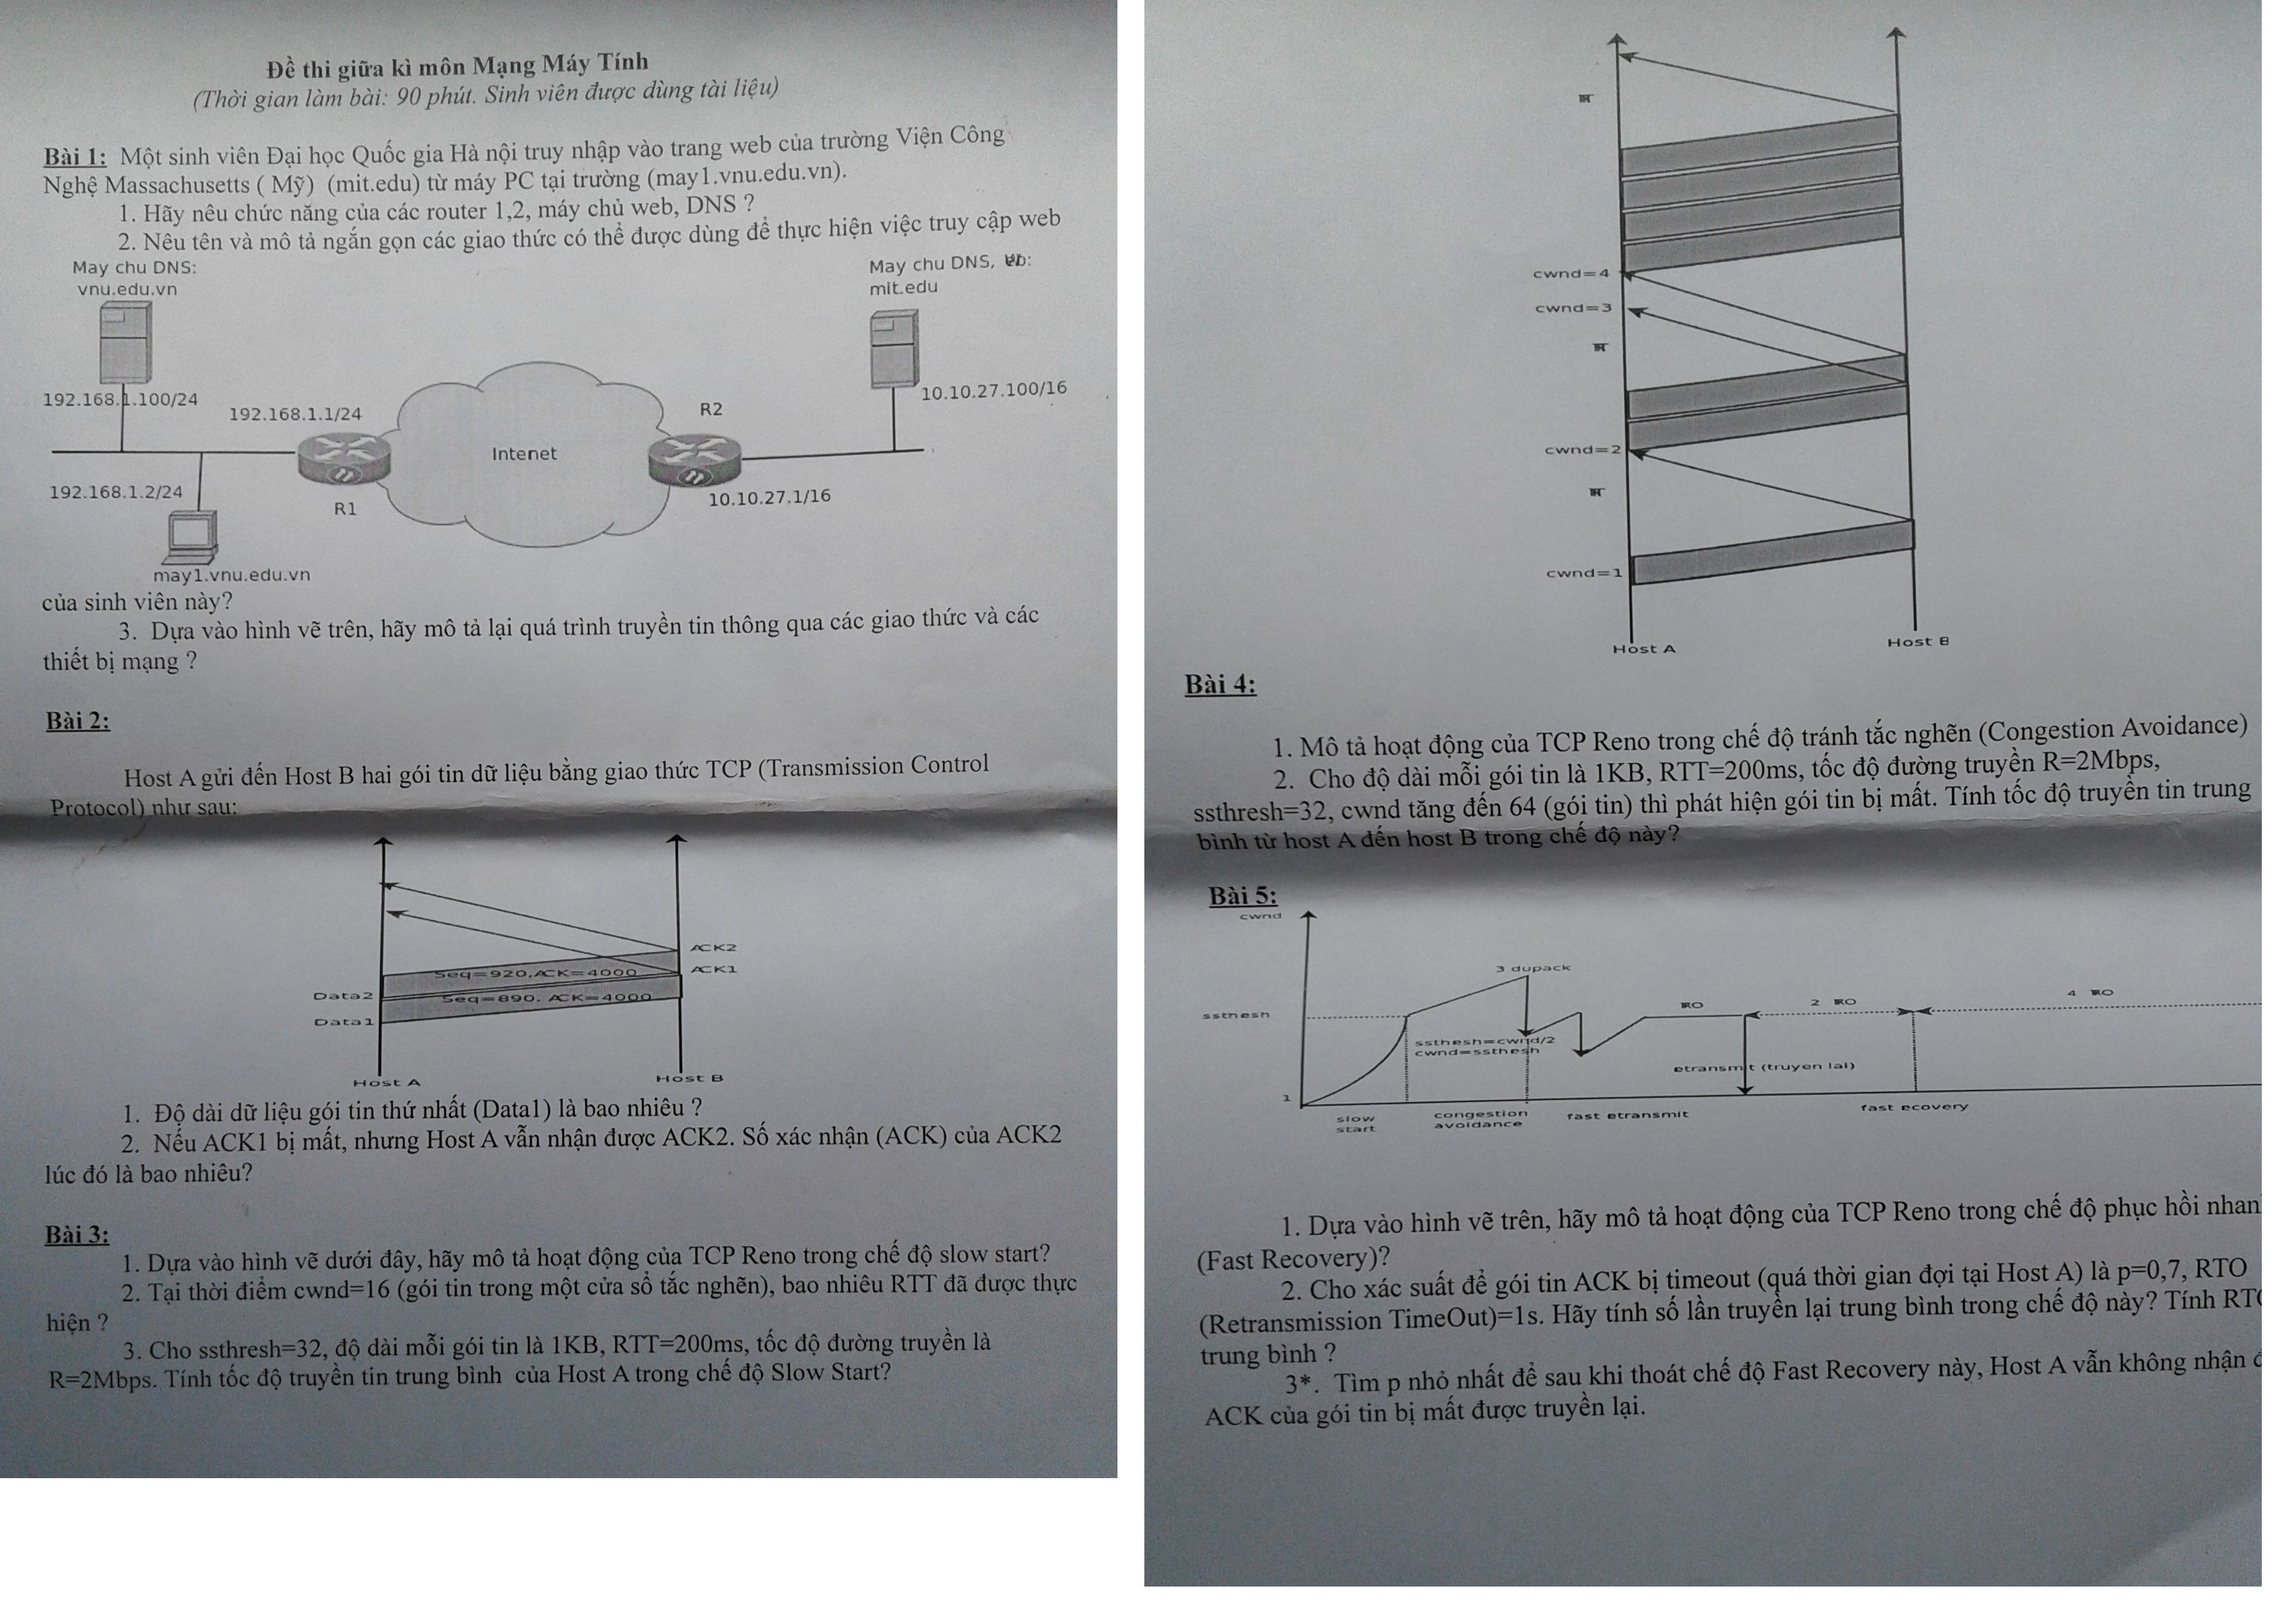 Đề thi giữa kì môn Mạng Máy Tính
(Thời gian làm bài: 90 phút. Sinh viên được dùng tài liệu)
Bài 1: Một sinh viên Đại học Quốc gia Hà nội truy nhập vào trang web của trường Viện Công
Nghệ Massachusetts ( Mỹ) (mit.edu) từ máy PC tại trường (may1.vnu.edu.vn).
1. Hãy nêu chức năng của các router 1,2, máy chủ web, DNS ?
2. Nêu tên và mô tả ngắn gọn các giao thức có thể được dùng để thực hiện việc truy cập web
May chu DNS:
vnu.edu.vn
May chu DNS,
mit.edu
192.168.1.100/24
192.168.1.1/24
R2
10.10.27.100/16
Intenet
192.168.1.2/24
R1
10.10.27.1/16
may1.vnu.edu.vn
của sinh viên này?
3. Dựa vào hình vẽ trên, hãy mô tả lại quá trình truyền tin thông qua các giao thức và các
thiết bị mạng ?
Bài 2:
Host A gửi đến Host B hai gói tin dữ liệu bằng giao thức TCP (Transmission Control
Protocol) như sau:
ACK2
ACK1
Seq=920,ACK=4000
Data2
Seq=890, ACK=4000
Data1
Host A
Host B
1. Độ dài dữ liệu gói tin thứ nhất (Data1) là bao nhiêu ?
2. Nếu ACK1 bị mất, nhưng Host A vẫn nhận được ACK2. Số xác nhận (ACK) của ACK2
lúc đó là bao nhiêu?
Bài 3:
1. Dựa vào hình vẽ dưới đây, hãy mô tả hoạt động của TCP Reno trong chế độ slow start?
2. Tại thời điểm cwnd=16 (gói tin trong một cửa sổ tắc nghẽn), bao nhiêu RTT đã được thực
hiện ?
3. Cho ssthresh=32, độ dài mỗi gói tin là 1KB, RTT=200ms, tốc độ đường truyền là
R=2Mbps. Tính tốc độ truyền tin trung bình của Host A trong chế độ Slow Start?
cwnd=4
cwnd=3
cwnd=2
cwnd=1
Host A
Host B
Bài 4:
1. Mô tả hoạt động của TCP Reno trong chế độ tránh tắc nghẽn (Congestion Avoidance)
2. Cho độ dài mỗi gói tin là 1KB, RTT=200ms, tốc độ đường truyền R=2Mbps,
ssthresh=32, cwnd tăng đến 64 (gói tin) thì phát hiện gói tin bị mất. Tính tốc độ truyền tin trung
bình từ host A đến host B trong chế độ này?
Bài 5:
cwnd
3 dupack
ssthesh
ssthesh=cwnd/2
cwnd=ssthesh
etransmit (truyen lai)
1
slow
start
congestion
avoidance
fast etransmit
fast ecovery
1. Dựa vào hình vẽ trên, hãy mô tả hoạt động của TCP Reno trong chế độ phục hồi nhan
(Fast Recovery)?
2. Cho xác suất để gói tin ACK bị timeout (quá thời gian đợi tại Host A) là p=0,7, RTO
(Retransmission TimeOut)=1s. Hãy tính số lần truyền lại trung bình trong chế độ này? Tính RTO
trung bình ?
3*. Tìm p nhỏ nhất để sau khi thoát chế độ Fast Recovery này, Host A vẫn không nhận
ACK của gói tin bị mất được truyền lại.